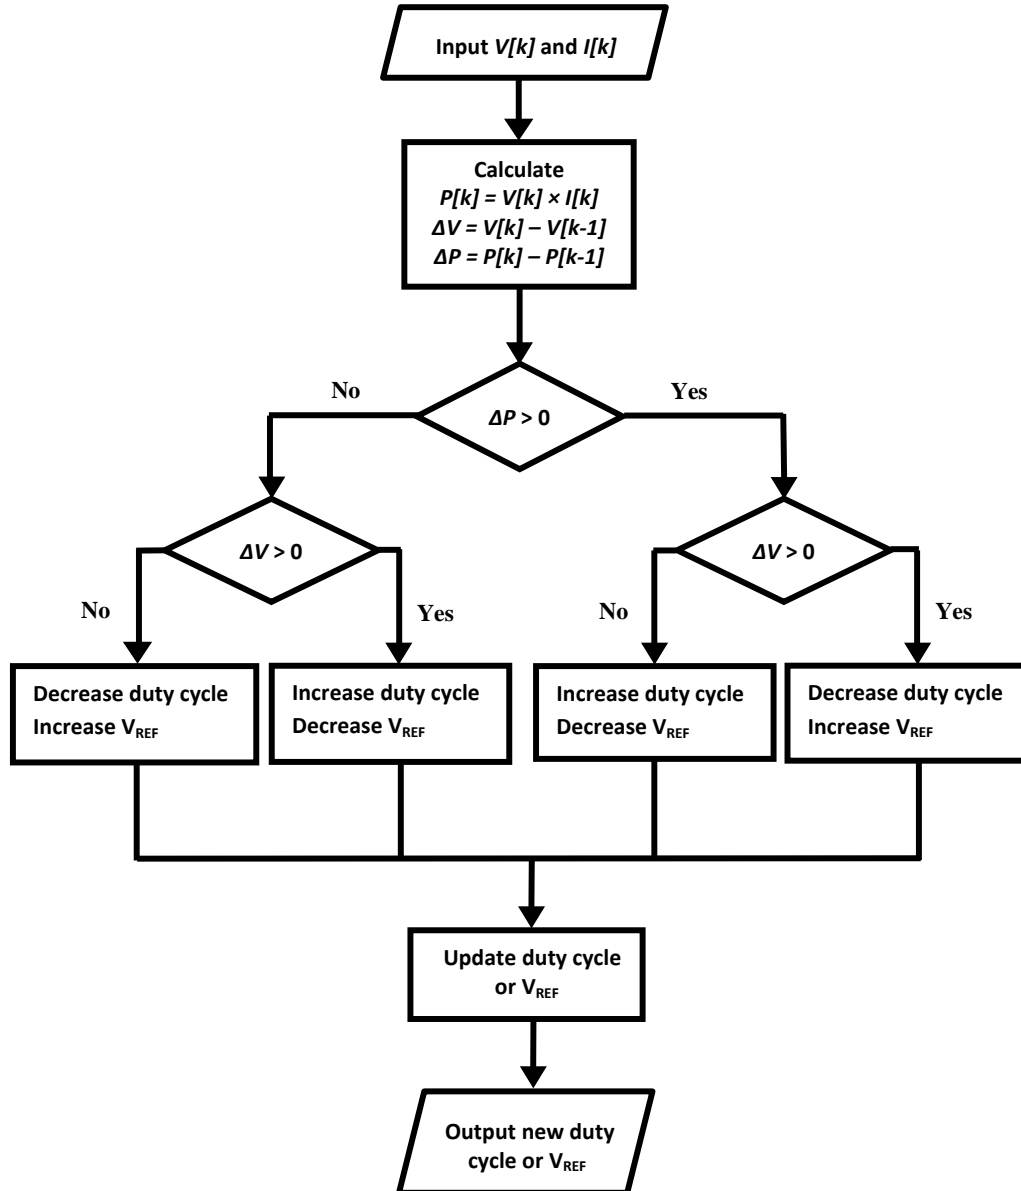 Input V[k] and I[k]
Calculate
P[k] = V[k] × I[k]
ΔV = V[k] – V[k-1]
ΔP = P[k] – P[k-1]
No
Yes
ΔP > 0
ΔV > 0
ΔV > 0
No
Yes
No
Yes
Decrease duty cycle
Increase VREF
Increase duty cycle
Decrease VREF
Increase duty cycle
Decrease VREF
Decrease duty cycle
Increase VREF
Update duty cycle
or VREF
Output new duty
cycle or VREF